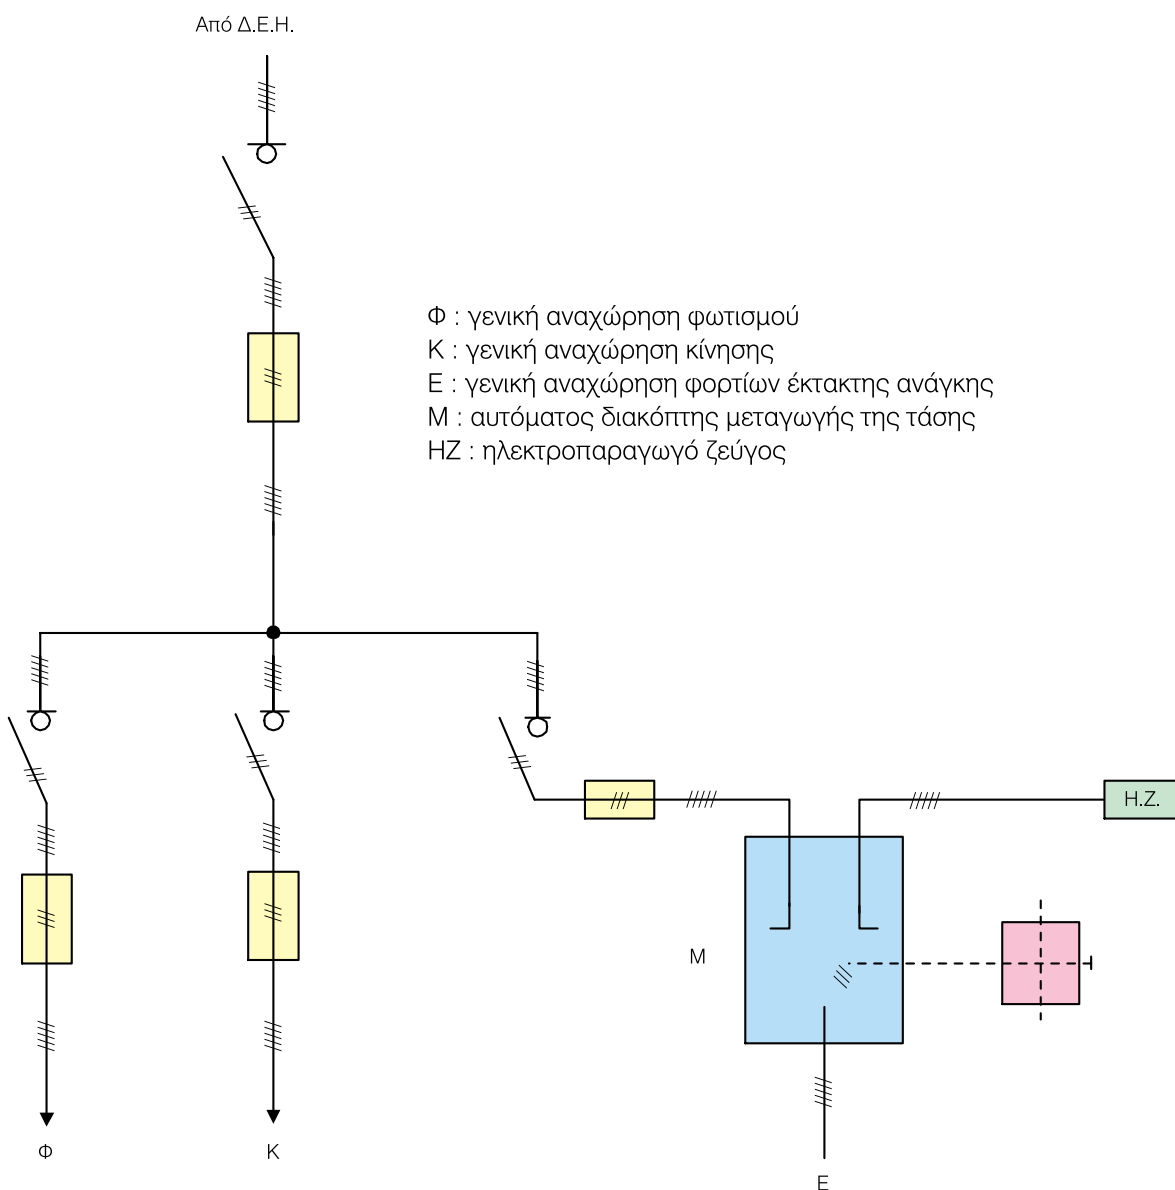 Από Δ.Ε.Η.
Φ : γενική αναχώρηση φωτισμού
Κ : γενική αναχώρηση κίνησης
Ε : γενική αναχώρηση φορτίων έκτακτης ανάγκης
Μ : αυτόματος διακόπτης μεταγωγής της τάσης
ΗΖ : ηλεκτροπαραγωγό ζεύγος
Η.Ζ.
Μ
Φ
Κ
Ε